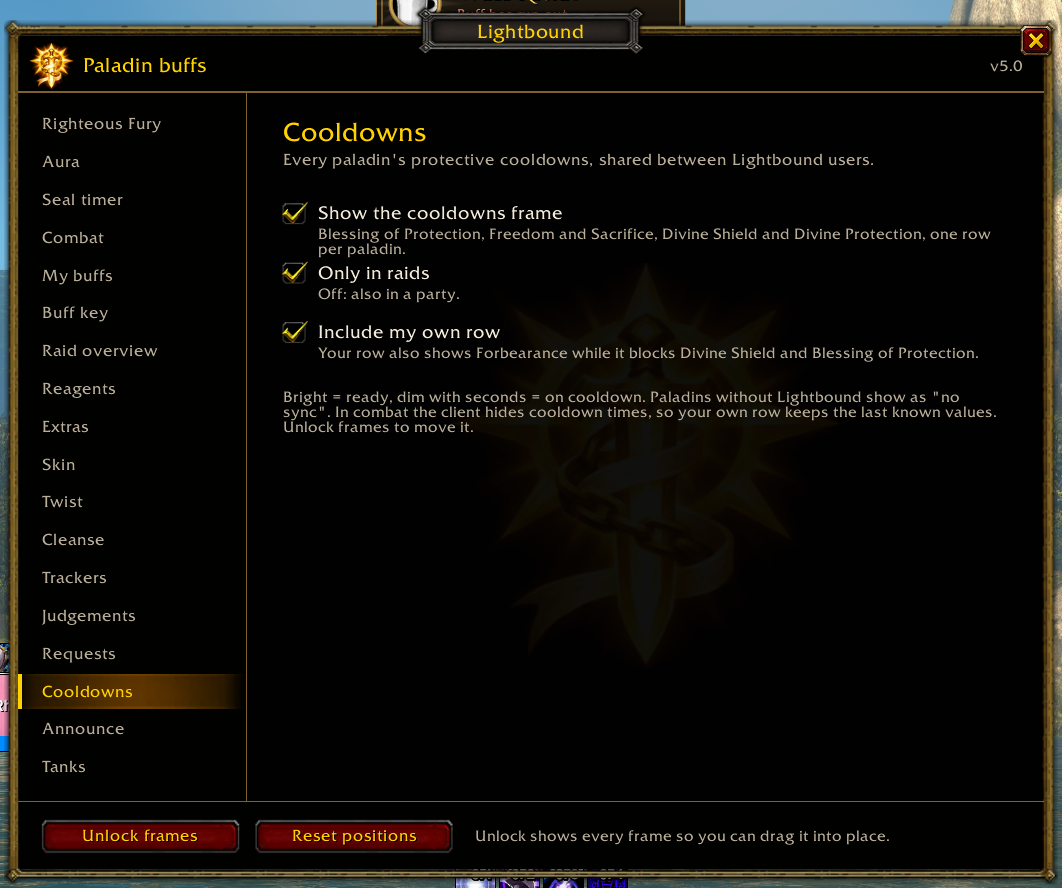 Lightbound
Paladin buffs
v5.0
Righteous Fury
Aura
Seal timer
Combat
My buffs
Buff key
Raid overview
Reagents
Extras
Skin
Twist
Cleanse
Trackers
Judgements
Requests
Cooldowns
Announce
Tanks
Cooldowns
Every paladin's protective cooldowns, shared between Lightbound users.
Show the cooldowns frame
Blessing of Protection, Freedom and Sacrifice, Divine Shield and Divine Protection, one row
per paladin.
Only in raids
Off: also in a party.
Include my own row
Your row also shows Forbearance while it blocks Divine Shield and Blessing of Protection.
Bright = ready, dim with seconds = on cooldown. Paladins without Lightbound show as "no
sync". In combat the client hides cooldown times, so your own row keeps the last known values.
Unlock frames to move it.
Unlock frames
Reset positions
Unlock shows every frame so you can drag it into place.